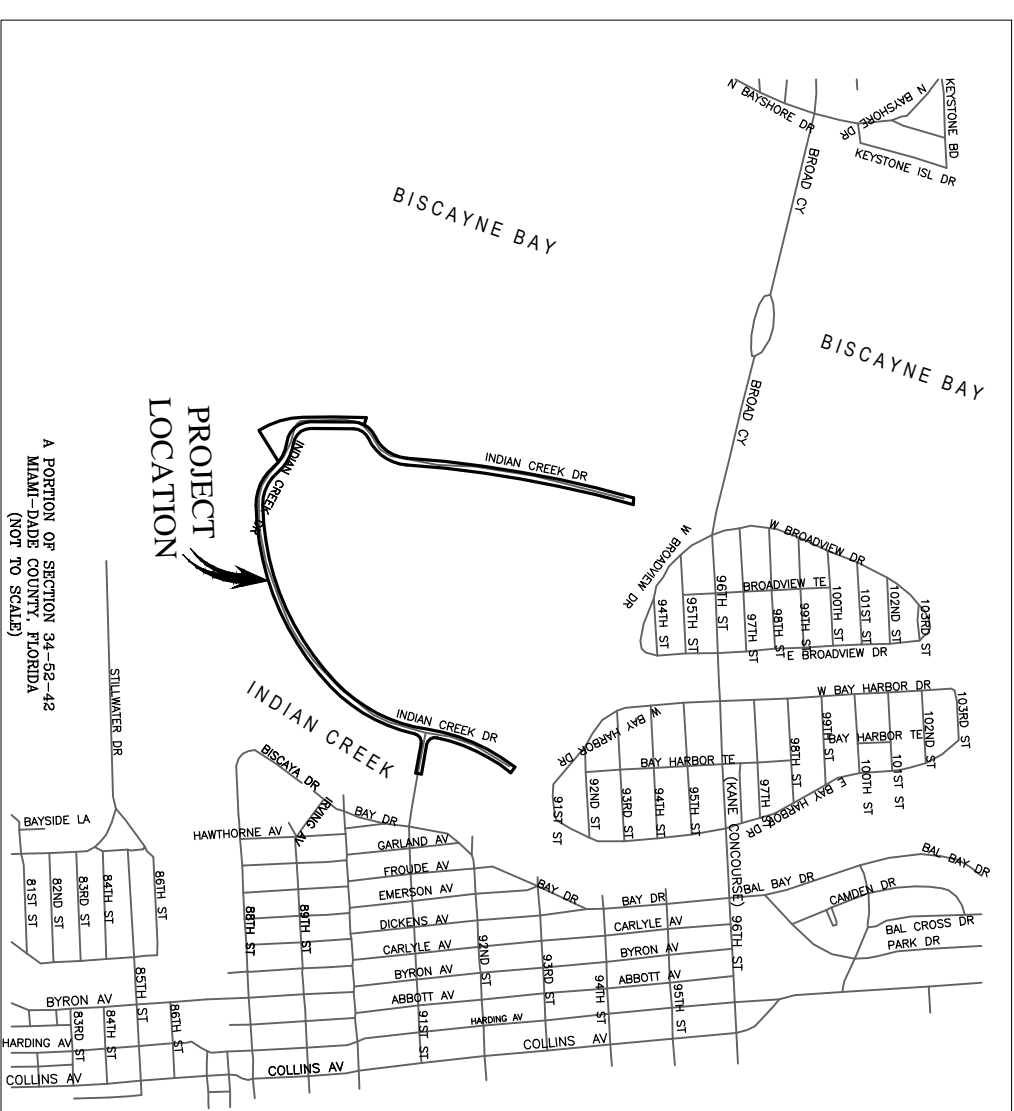 KEYSTONE BD
N BAYSHORE DR
N BAYSHORE DR
KEYSTONE ISL DR
BROAD CY
BISCAYNE BAY
BISCAYNE BAY
BROAD CY
INDIAN CREEK DR
INDIAN CREEK DR
PROJECT
LOCATION
A PORTION OF SECTION 34-52-42
MIAMI-DADE COUNTY, FLORIDA
(NOT TO SCALE)
W BROADVIEW DR
W BROADVIEW DR
BROADVIEW TE
103RD ST
102ND ST
101ST ST
100TH ST
99TH ST
98TH ST
97TH ST
96TH ST
95TH ST
94TH ST
E BROADVIEW DR
W BAY HARBOR DR
W BAY HARBOR DR
103RD ST
102ND ST
BAY HARBOR TE
101ST ST
100TH ST
99TH ST
98TH ST
BAY HARBOR TE
97TH ST
E BAY HARBOR DR
(KANE CONCOURSE) 96TH ST
95TH ST
94TH ST
93RD ST
92ND ST
91ST ST
INDIAN CREEK DR
INDIAN CREEK
STILLWATER DR
BISCAYA DR
IRVING AV
BAY DR
HAWTHORNE AV
GARLAND AV
FROUDE AV
EMERSON AV
BAY DR
BAY DR
BAL BAY DR
BAL BAY DR
CAMDEN DR
BAL CROSS DR
PARK DR
DICKENS AV
CARLYLE AV
CARLYLE AV
BYRON AV
BYRON AV
ABBOTT AV
ABBOTT AV
HARDING AV
COLLINS AV
COLLINS AV
88TH ST
89TH ST
91ST ST
92ND ST
93RD ST
94TH ST
95TH ST
BAYSIDE LA
81ST ST
82ND ST
83RD ST
84TH ST
86TH ST
85TH ST
BYRON AV
83RD ST
84TH ST
86TH ST
HARDING AV
COLLINS AV